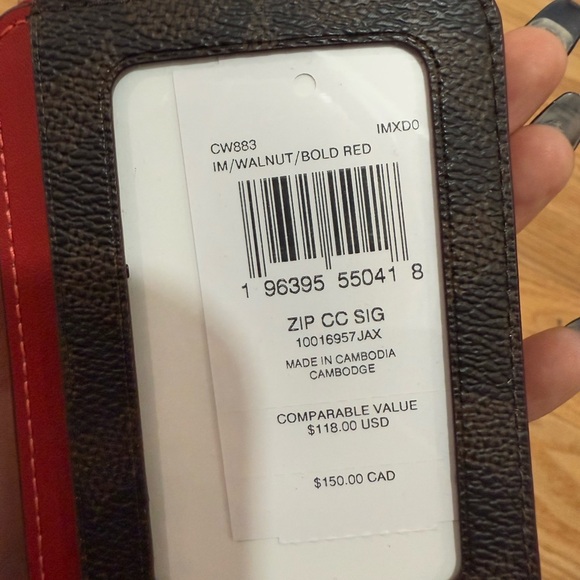 CW883 IMXD0
IM/WALNUT/BOLD RED
1 96395 55041 8
ZIP CC SIG
10016957JAX
MADE IN CAMBODIA
CAMBODGE
COMPARABLE VALUE
$118.00 USD
$150.00 CAD